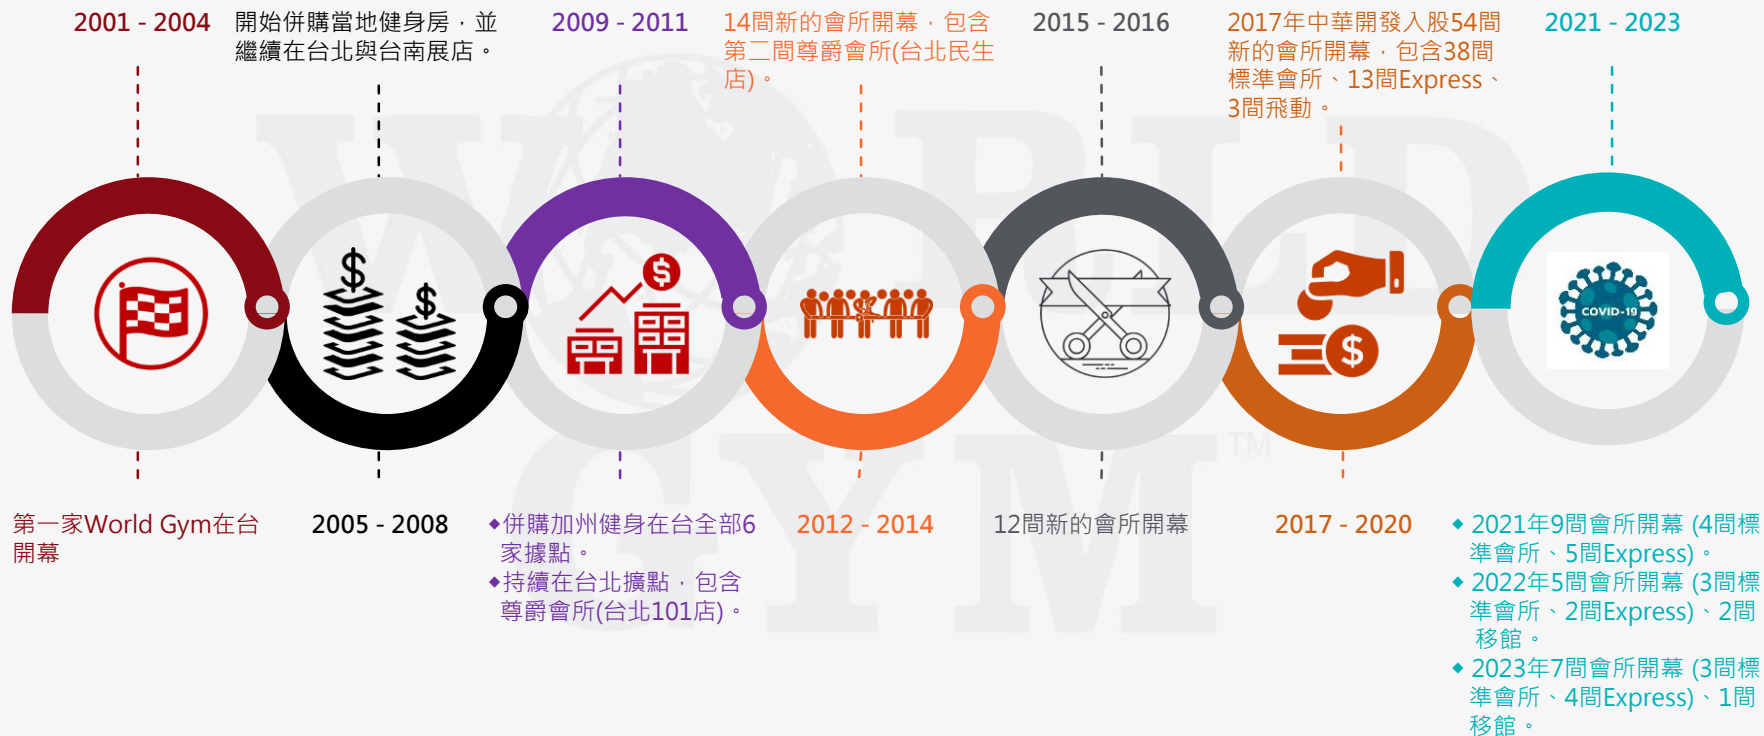 2001 - 2004
第一家World Gym在台
開幕
開始併購當地健身房，並
繼續在台北與台南展店。
2005 - 2008
2009 - 2011
◆併購加州健身在台全部6
家據點。
◆持續在台北擴點，包含
尊爵會所(台北101店)。
14間新的會所開幕，包含
第二間尊爵會所(台北民生
店)。
2012 - 2014
2015 - 2016
12間新的會所開幕
2017年中華開發入股54間
新的會所開幕，包含38間
標準會所、13間Express、
3間飛動。
2017 - 2020
2021 - 2023
COVID-19
◆ 2021年9間會所開幕 (4間標
準會所、5間Express)。
◆ 2022年5間會所開幕 (3間標
準會所、2間Express)、2間
移館。
◆ 2023年7間會所開幕 (3間標
準會所、4間Express)、1間
移館。
WORLD
GYM™